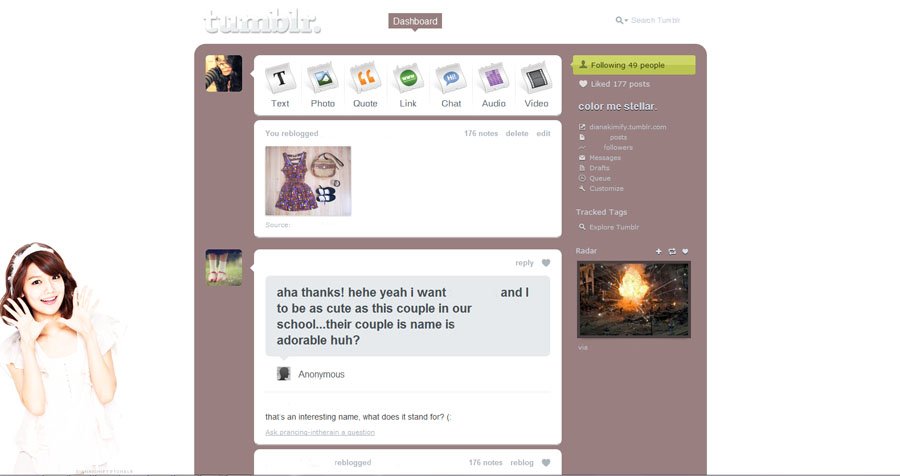 tumblr.
Dashboard
Search Tumblr
Text
Photo
Quote
Link
Chat
Audio
Video
Following 49 people
Liked 177 posts
color me stellar.
dianakimify.tumblr.com
posts
followers
Messages
Drafts
Queue
Customize
Tracked Tags
Explore Tumblr
Radar
via
You reblogged
176 notes delete edit
Source:
reply
aha thanks! hehe yeah i want and I
to be as cute as this couple in our
school...their couple is name is
adorable huh?
Anonymous
that's an interesting name, what does it stand for? (:
Ask prancing-intherain a question
reblogged
176 notes reblog